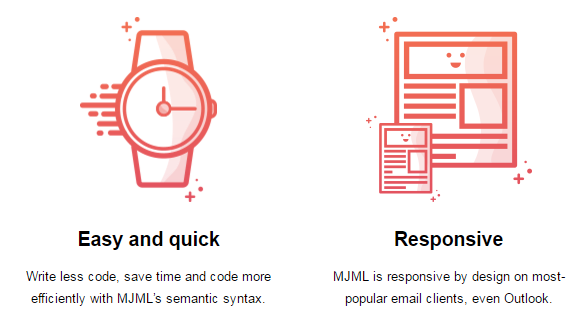 Easy and quick
Write less code, save time and code more
efficiently with MJML's semantic syntax.
Responsive
MJML is responsive by design on most-
popular email clients, even Outlook.